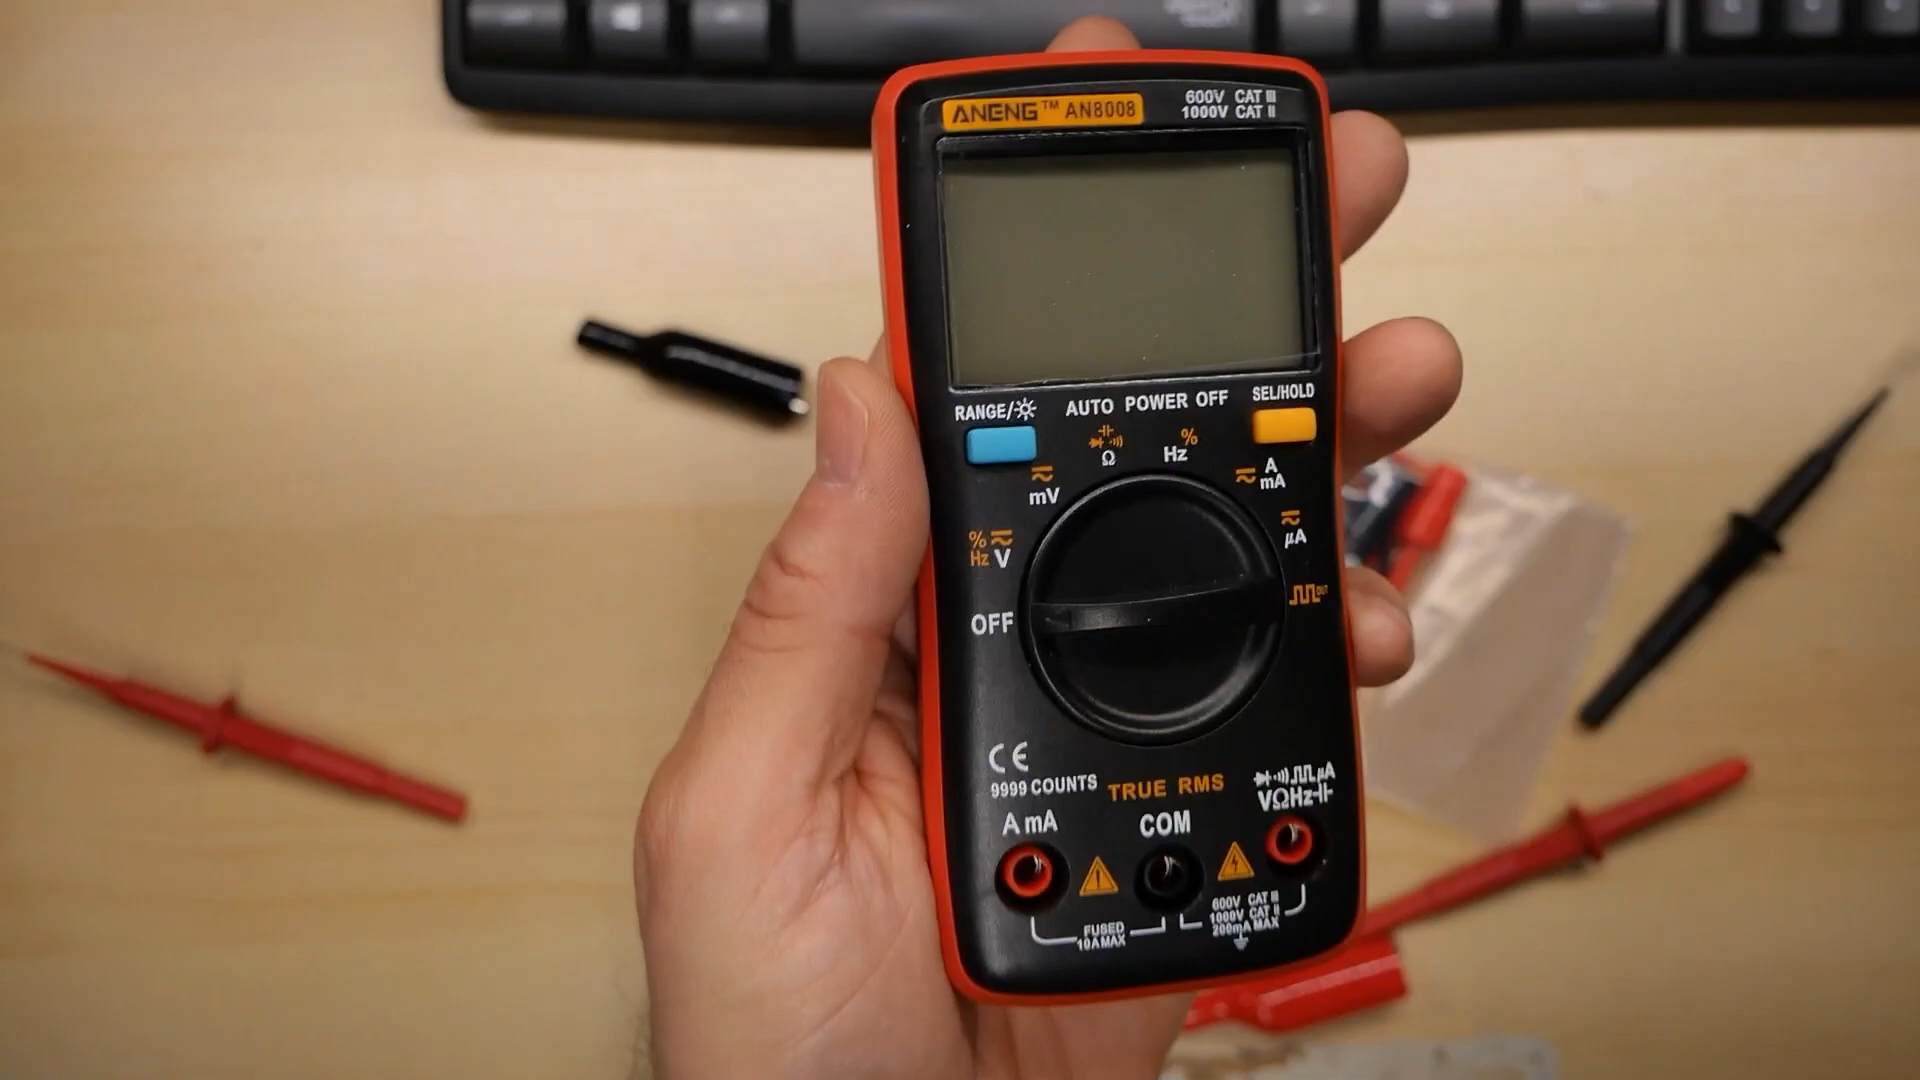 ANENG™ AN8008
600V CAT III
1000V CAT II
RANGE/
AUTO POWER OFF
SEL/HOLD
%
Hz
Ω
A
mA
mV
μA
%
Hz V
OUT
OFF
CE
9999 COUNTS
TRUE RMS
μA
VΩHz
A mA
COM
FUSED
10A MAX
600V CAT III
1000V CAT II
200mA MAX